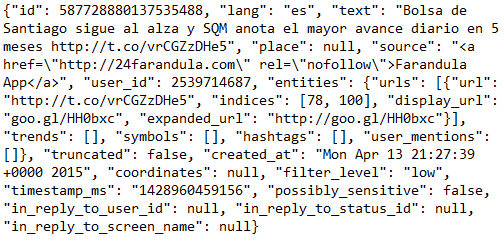 {"id": 587728880137535488, "lang": "es", "text": "Bolsa de
Santiago sigue al alza y SQM anota el mayor avance diario en 5
meses http://t.co/vrCGZzDHe5", "place": null, "source": "<a
href=\"http://24farandula.com\" rel=\"nofollow\">Farandula
App</a>", "user_id": 2539714687, "entities": {"urls": [{"url":
"http://t.co/vrCGZzDHe5", "indices": [78, 100], "display_url":
"goo.gl/HH0bxc", "expanded_url": "http://goo.gl/HH0bxc"}],
"trends": [], "symbols": [], "hashtags": [], "user_mentions":
[]}, "truncated": false, "created_at": "Mon Apr 13 21:27:39
+0000 2015", "coordinates": null, "filter_level": "low",
"timestamp_ms": "1428960459156", "possibly_sensitive": false,
"in_reply_to_user_id": null, "in_reply_to_status_id": null,
"in_reply_to_screen_name": null}